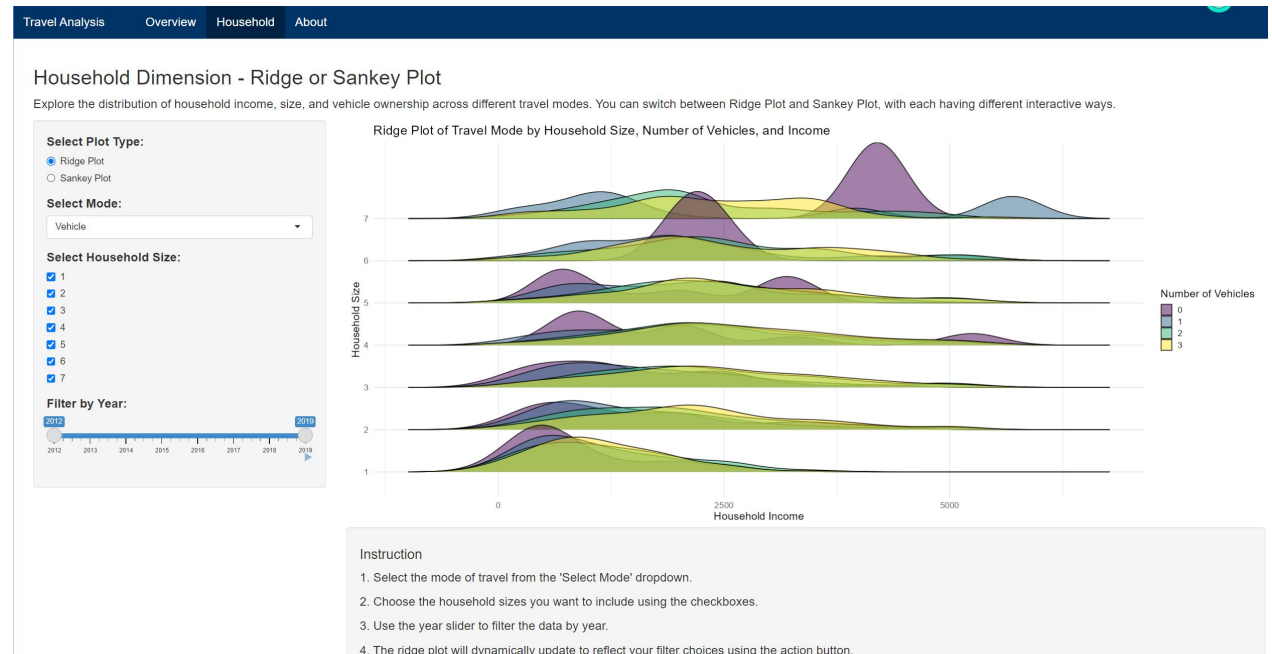 Travel Analysis Overview Household About
Household Dimension - Ridge or Sankey Plot
Explore the distribution of household income, size, and vehicle ownership across different travel modes. You can switch between Ridge Plot and Sankey Plot, with each having different interactive ways.
Select Plot Type:
Ridge Plot
Sankey Plot
Select Mode:
Vehicle
Select Household Size:
1
2
3
4
5
6
7
Filter by Year:
2012 2019
2012 2013 2014 2015 2016 2017 2018 2019
Ridge Plot of Travel Mode by Household Size, Number of Vehicles, and Income
7
6
5
4
3
2
1
Household Size
0 2500 5000
Household Income
Number of Vehicles
0
1
2
3
Instruction
1. Select the mode of travel from the 'Select Mode' dropdown.
2. Choose the household sizes you want to include using the checkboxes.
3. Use the year slider to filter the data by year.
4. The ridge plot will dynamically update to reflect your filter choices using the action button.